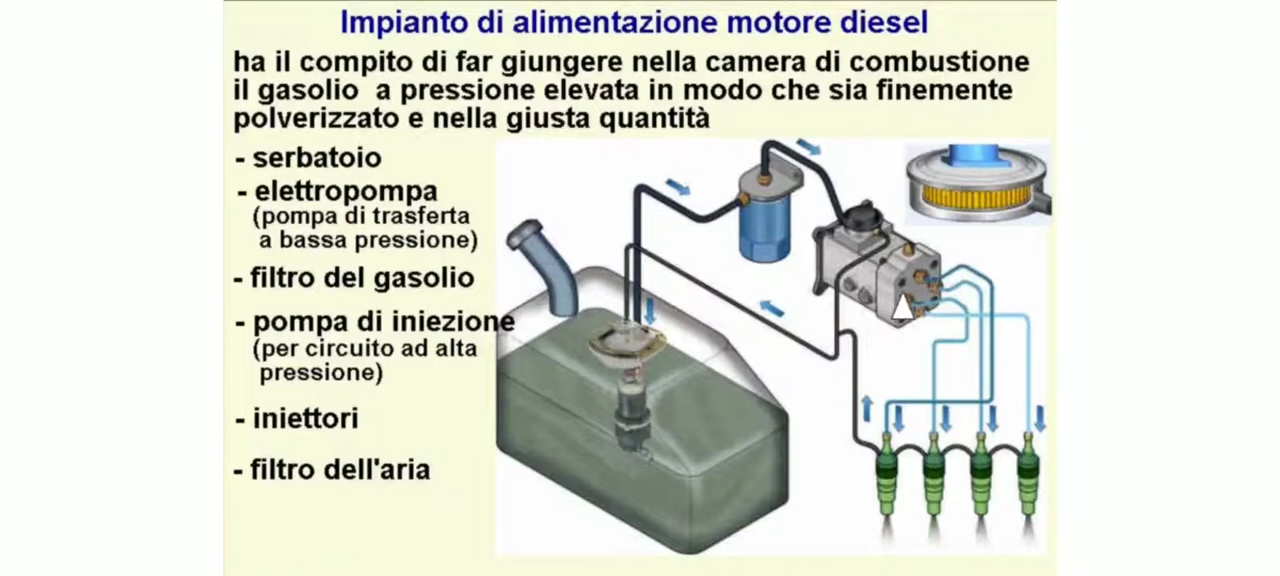 Impianto di alimentazione motore diesel
ha il compito di far giungere nella camera di combustione
il gasolio a pressione elevata in modo che sia finemente
polverizzato e nella giusta quantità
- serbatoio
- elettropompa
(pompa di trasferta
a bassa pressione)
- filtro del gasolio
- pompa di iniezione
(per circuito ad alta
pressione)
- iniettori
- filtro dell'aria